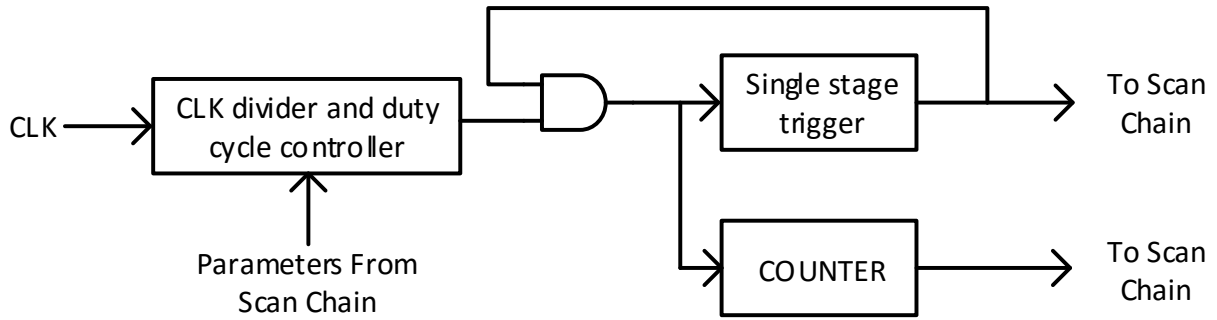 CLK
CLK divider and duty
cycle controller
Parameters From
Scan Chain
Single stage
trigger
To Scan
Chain
COUNTER
To Scan
Chain